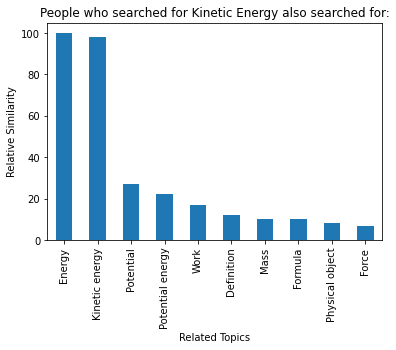 People who searched for Kinetic Energy also searched for:
100
80
60
40
20
0
Relative Similarity
Energy
Kinetic energy
Potential
Potential energy
Work
Definition
Mass
Formula
Physical object
Force
Related Topics